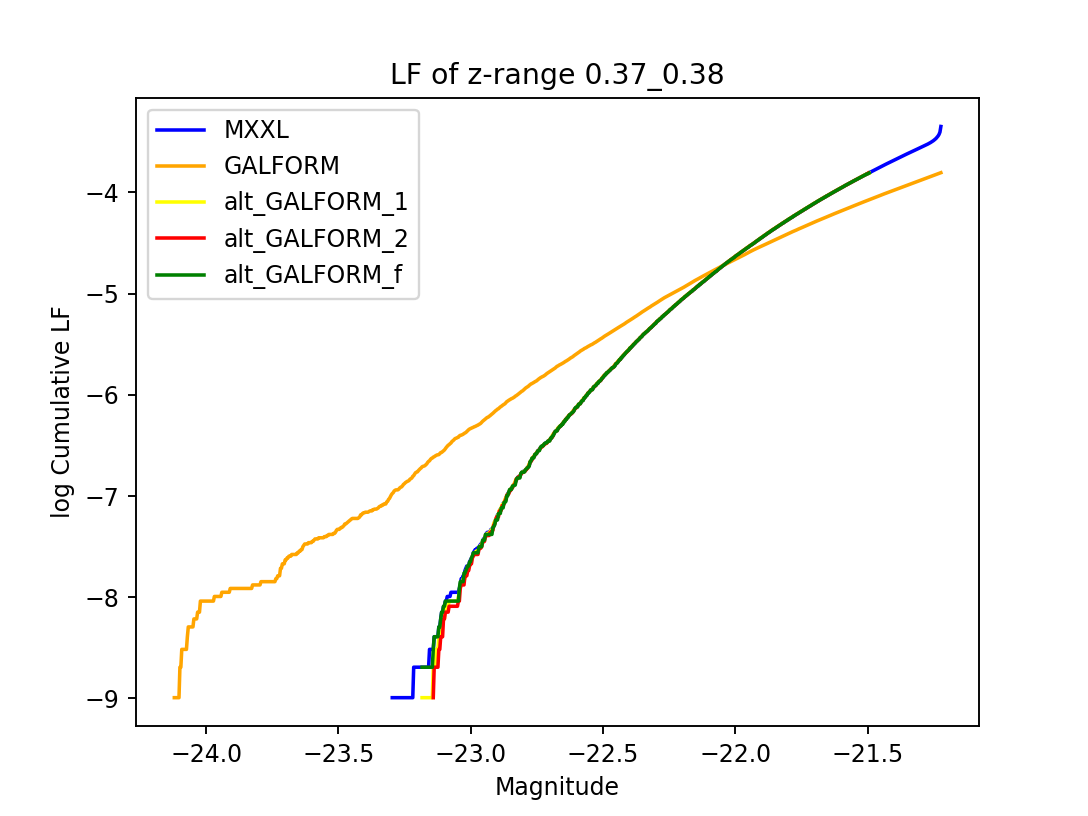 LF of z-range 0.37_0.38
MXXL
GALFORM
alt_GALFORM_1
alt_GALFORM_2
alt_GALFORM_f
log Cumulative LF
−4
−5
−6
−7
−8
−9
−24.0 −23.5 −23.0 −22.5 −22.0 −21.5
Magnitude